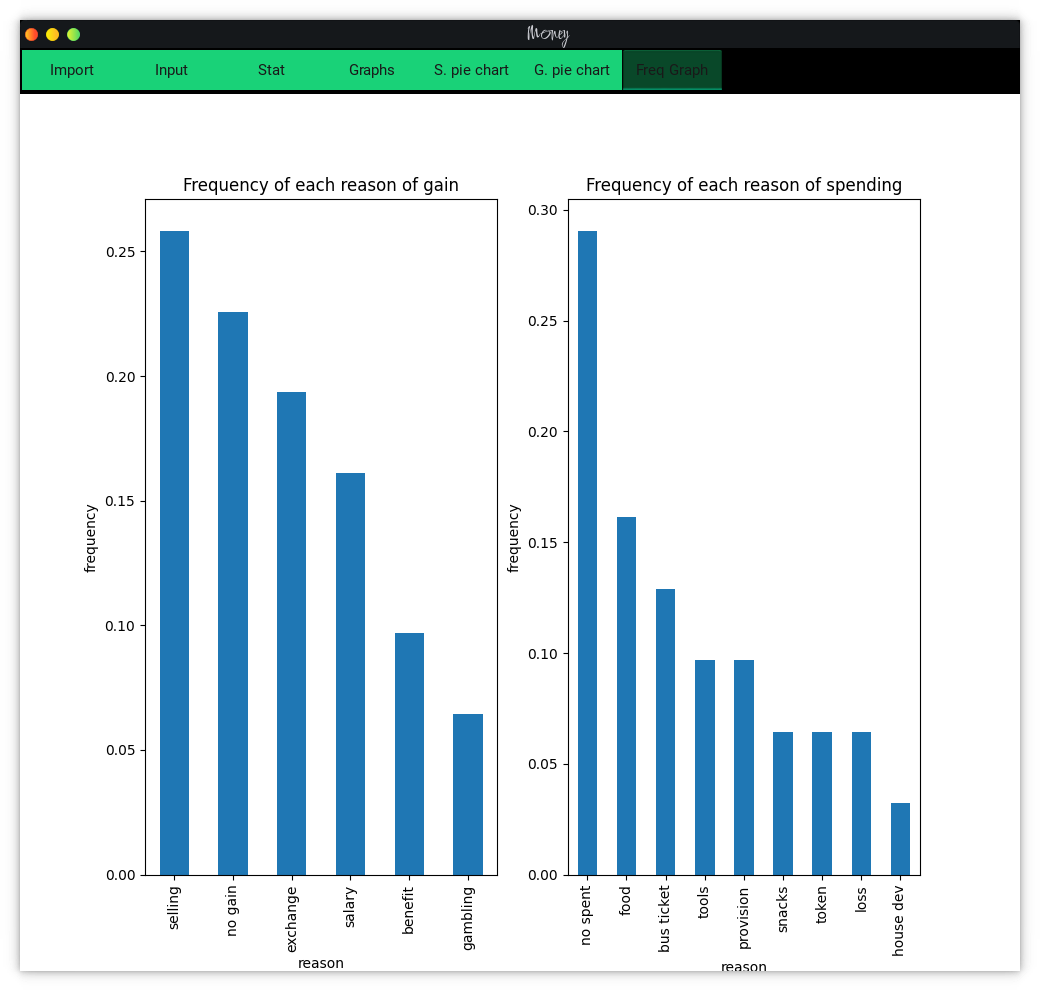 Money
Import Input Stat Graphs S. pie chart G. pie chart Freq Graph
Frequency of each reason of gain
0.25
0.20
0.15
0.10
0.05
0.00
frequency
selling no gain exchange salary benefit gambling
reason
Frequency of each reason of spending
0.30
0.25
0.20
0.15
0.10
0.05
0.00
frequency
no spent food bus ticket tools provision snacks token loss house dev
reason